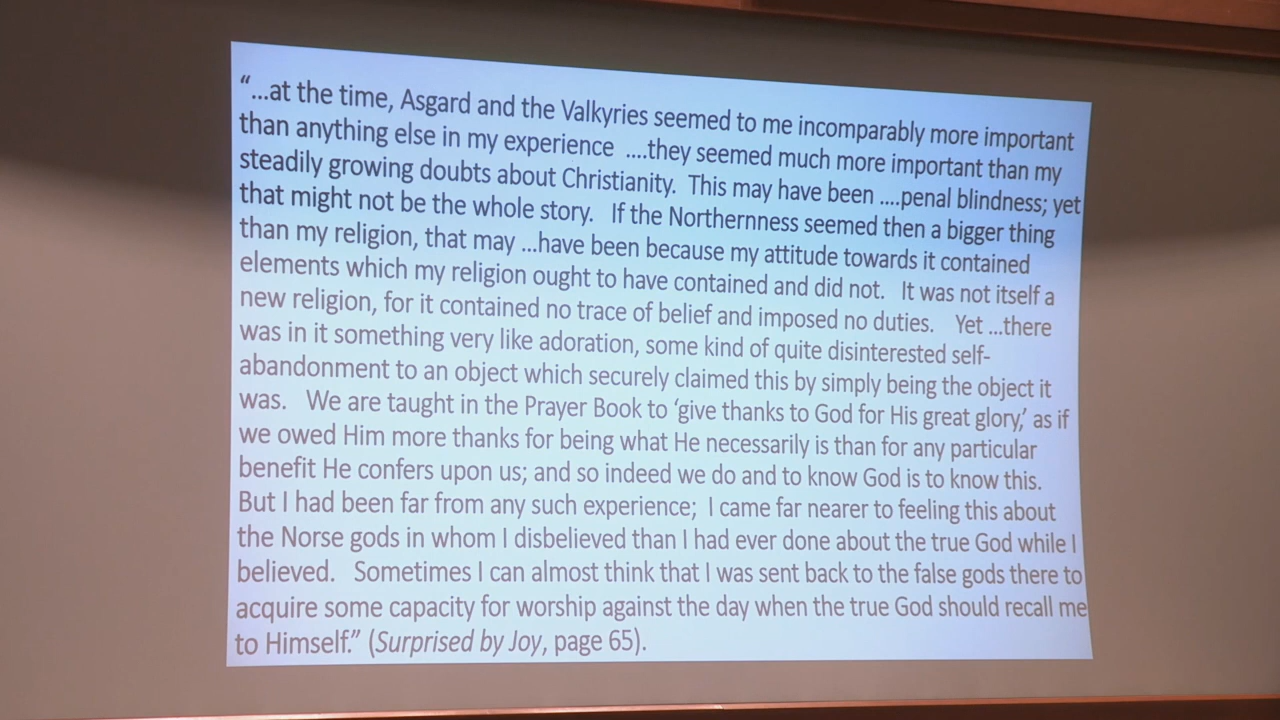 “...at the time, Asgard and the Valkyries seemed to me incomparably more important
than anything else in my experience ....they seemed much more important than my
steadily growing doubts about Christianity. This may have been ....penal blindness; yet
that might not be the whole story. If the Northernness seemed then a bigger thing
than my religion, that may ...have been because my attitude towards it contained
elements which my religion ought to have contained and did not. It was not itself a
new religion, for it contained no trace of belief and imposed no duties. Yet ...there
was in it something very like adoration, some kind of quite disinterested self-
abandonment to an object which securely claimed this by simply being the object it
was. We are taught in the Prayer Book to ‘give thanks to God for His great glory,’ as if
we owed Him more thanks for being what He necessarily is than for any particular
benefit He confers upon us; and so indeed we do and to know God is to know this.
But I had been far from any such experience; I came far nearer to feeling this about
the Norse gods in whom I disbelieved than I had ever done about the true God while I
believed. Sometimes I can almost think that I was sent back to the false gods there to
acquire some capacity for worship against the day when the true God should recall me
to Himself.” (Surprised by Joy, page 65).